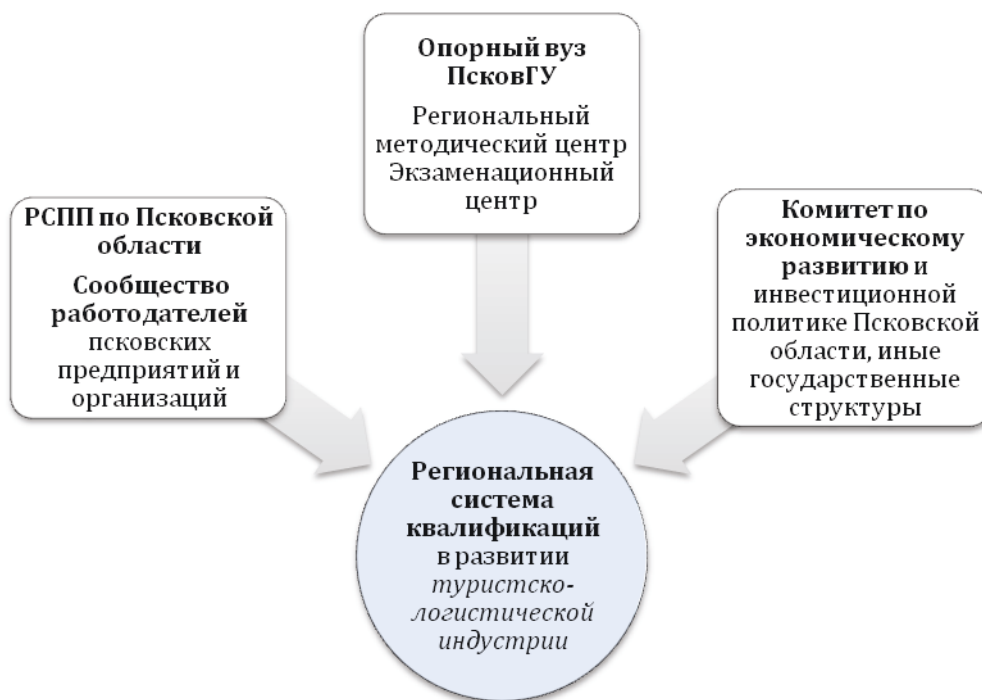 Опорный вуз
ПсковГУ
Региональный
методический центр
Экзаменационный
центр
РСПП по Псковской
области
Сообщество
работодателей
псковских
предприятий и
организаций
Комитет по
экономическому
развитию и
инвестиционной
политике Псковской
области, иные
государственные
структуры
Региональная
система
квалификаций
в развитии
туристско-
логистической
индустрии